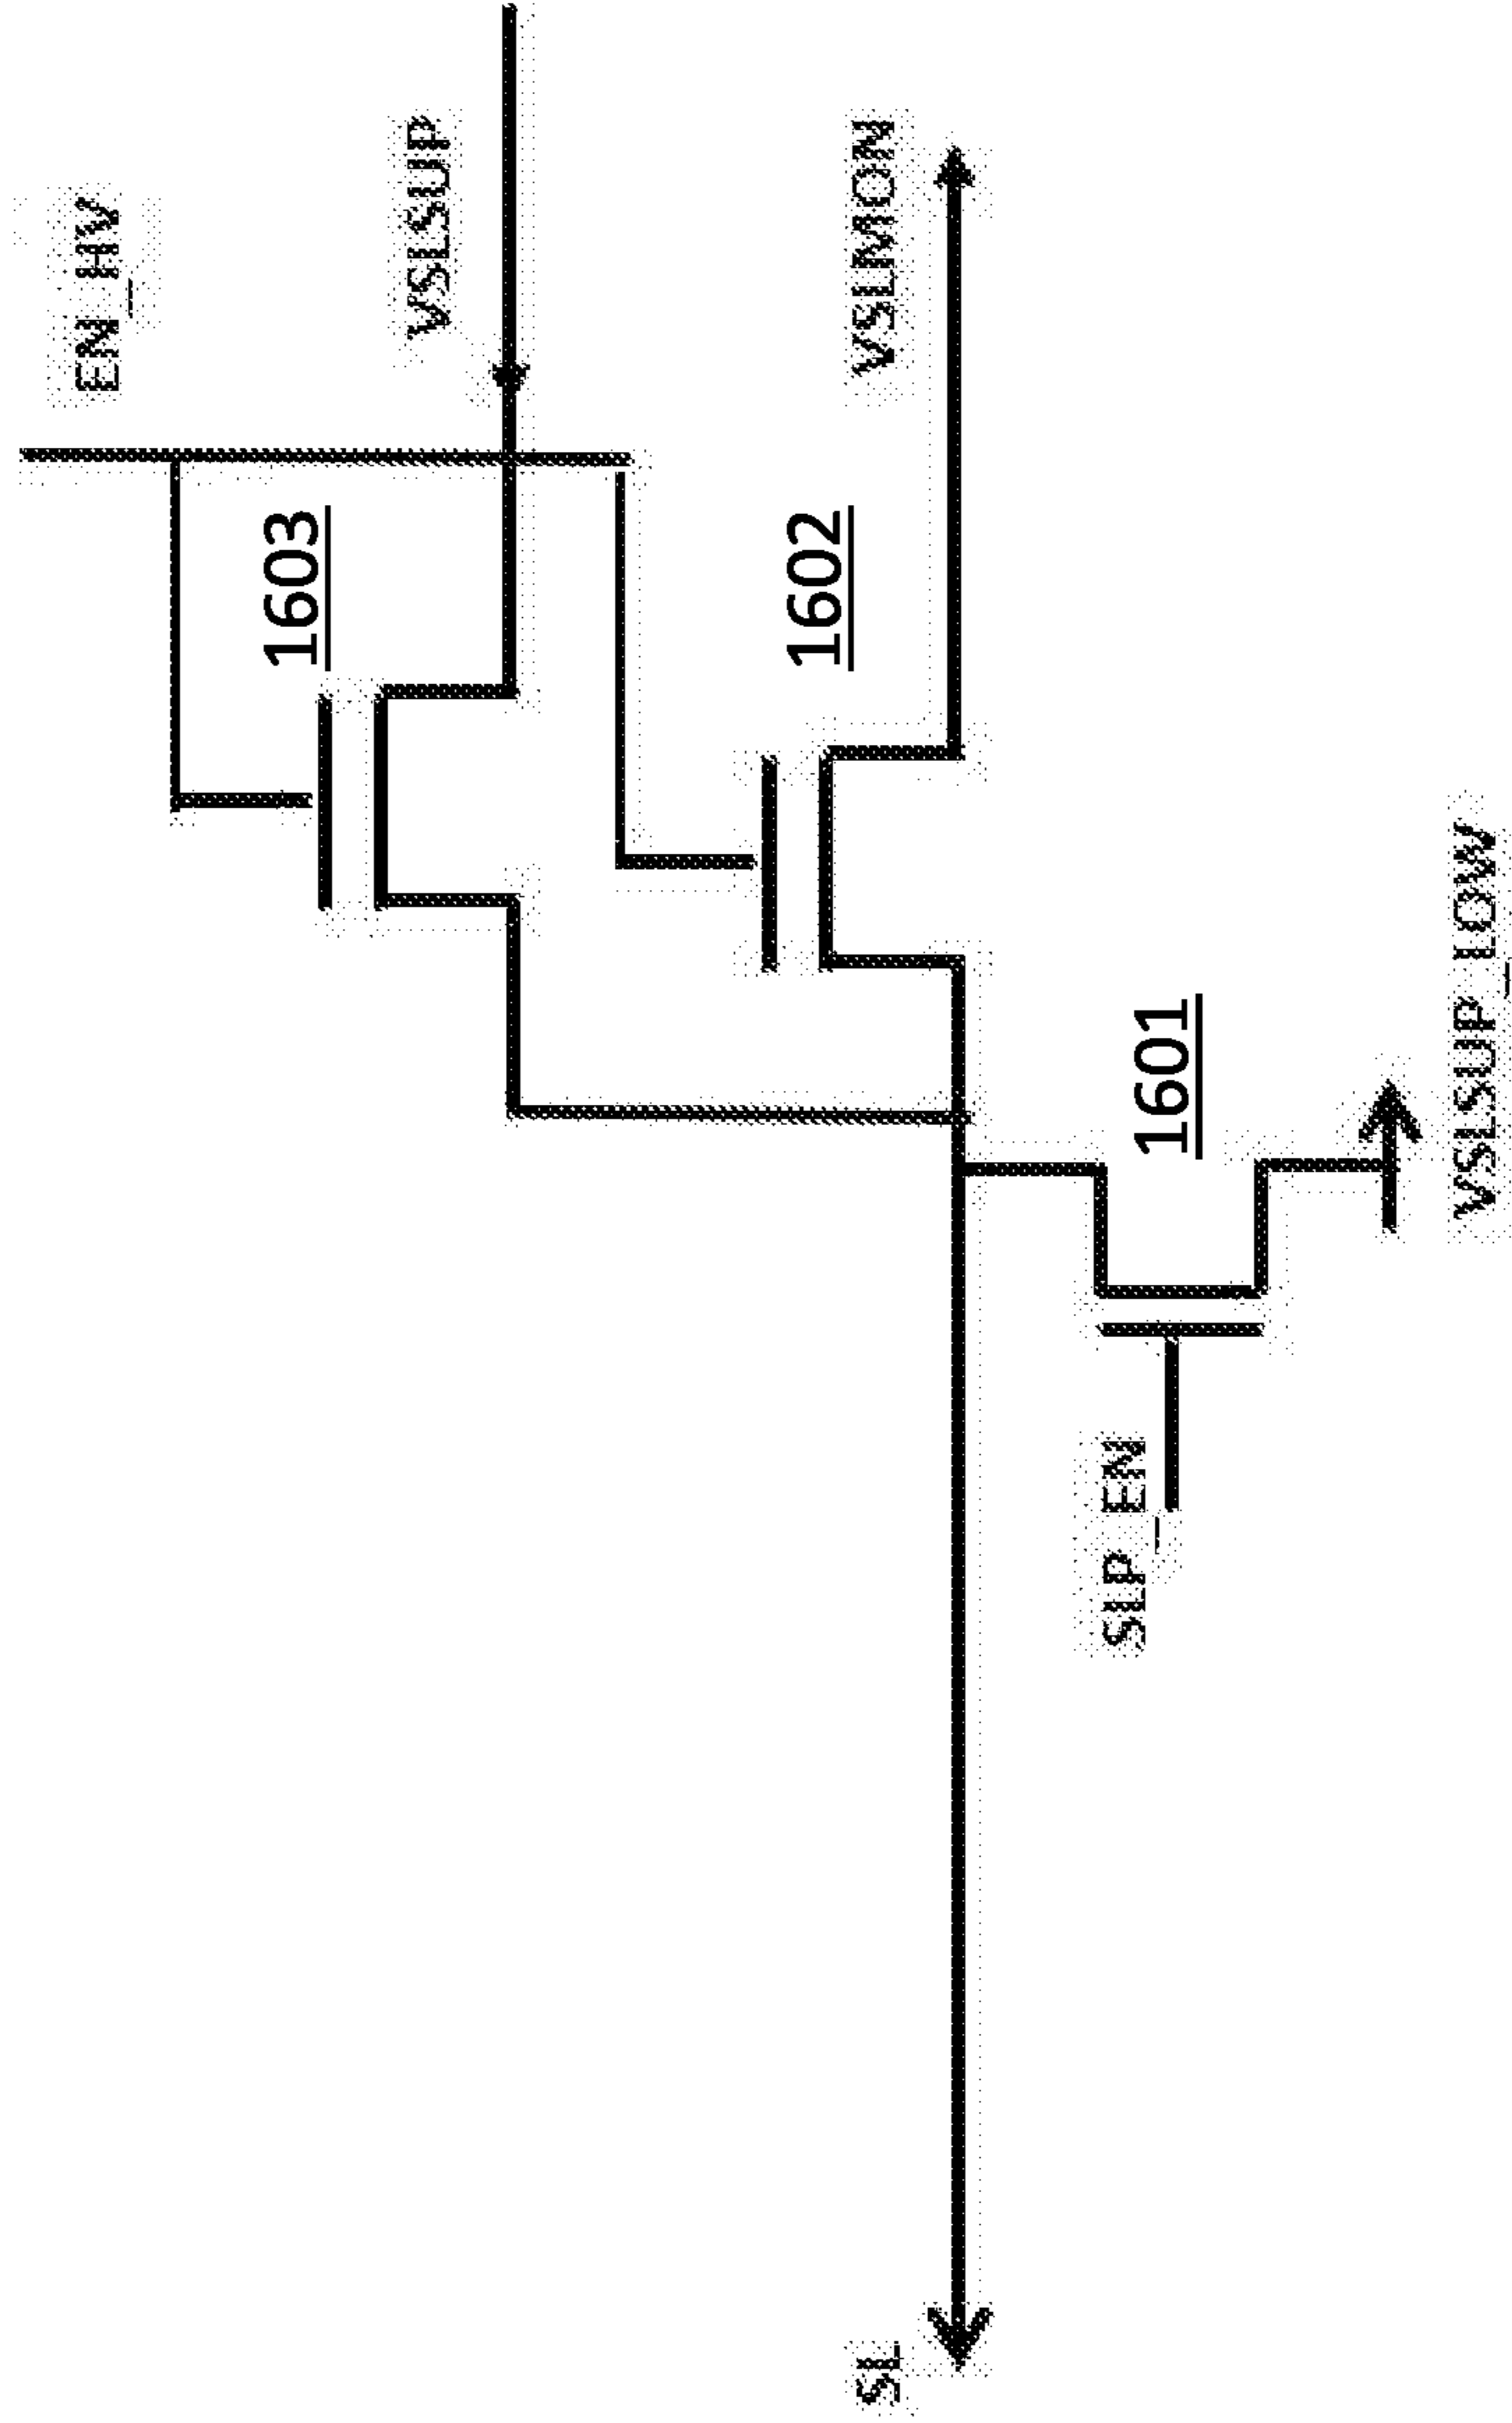 EN_HV
VSLSUP
1603
VSLMON
1602
1601
VSLSUP_LOW
SLP_EN
SL